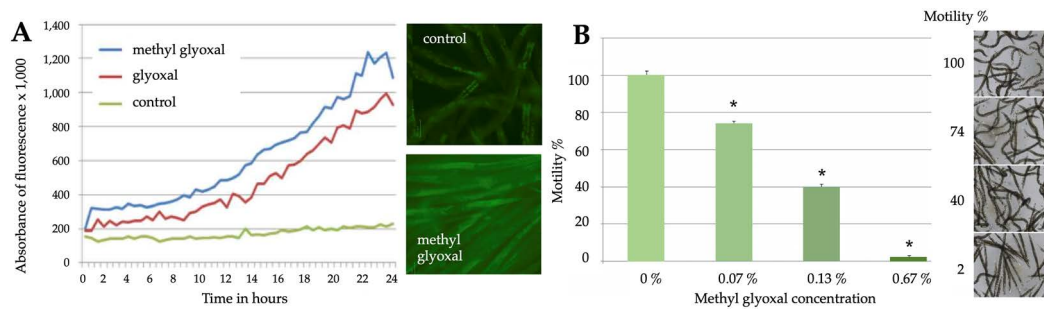 A
Absorbance of fluorescence x 1,000
1,400
1,200
1,000
800
600
400
200
0
methyl glyoxal
glyoxal
control
0 2 4 6 8 10 12 14 16 18 20 22 24
Time in hours
control
methyl
glyoxal
B
Motility %
100
80
60
40
20
0
*
*
*
0 % 0.07 % 0.13 % 0.67 %
Methyl glyoxal concentration
Motility %
100
74
40
2